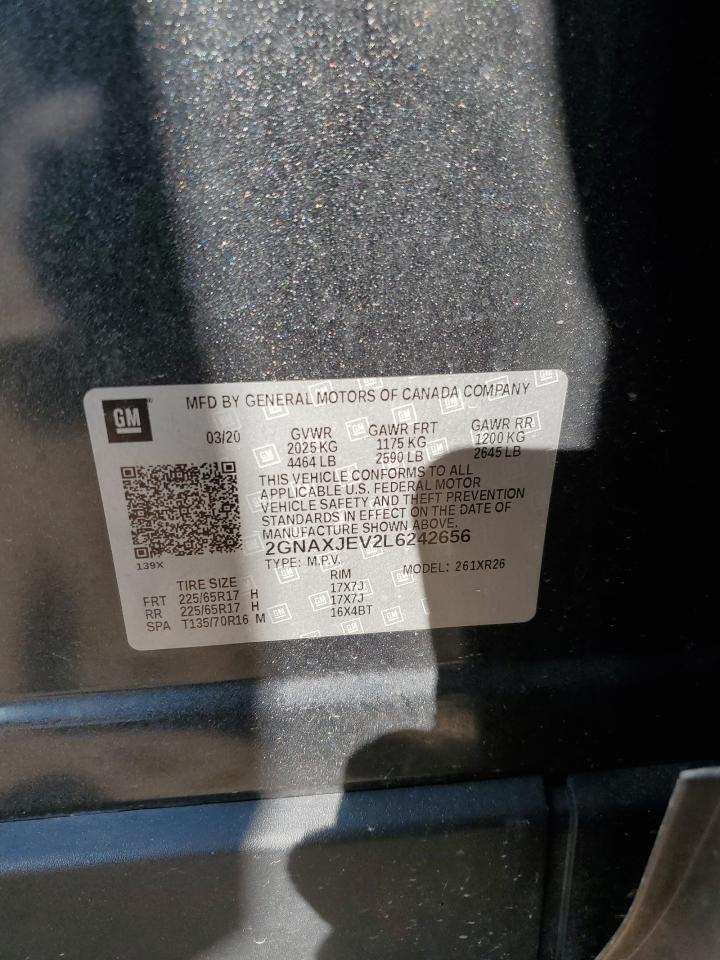 GM
MFD BY GENERAL MOTORS OF CANADA COMPANY
03/20 GVWR GAWR FRT GAWR RR
2025 KG 1175 KG 1200 KG
4464 LB 2590 LB 2645 LB
THIS VEHICLE CONFORMS TO ALL
APPLICABLE U.S. FEDERAL MOTOR
VEHICLE SAFETY AND THEFT PREVENTION
STANDARDS IN EFFECT ON THE DATE OF
MANUFACTURE SHOWN ABOVE.
2GNAXJEV2L6242656
139X
TYPE: M.P.V. MODEL: 261XR26
TIRE SIZE RIM
FRT 225/65R17 H 17X7J
RR 225/65R17 H 17X7J
SPA T135/70R16 M 16X4BT